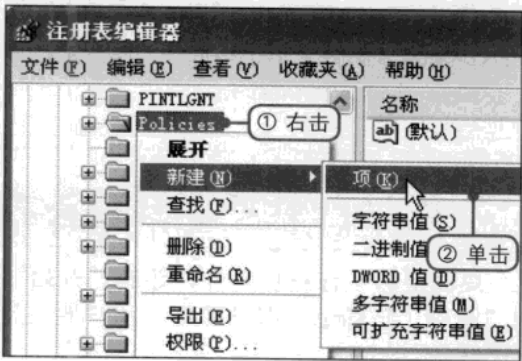 注册表编辑器
文件(F) 编辑(E) 查看(V) 收藏夹(A) 帮助(H)
PINTLGNT
Policies
① 右击
名称
ab (默认)
展开
新建(N)
查找(F)...
删除(D)
重命名(R)
导出(E)
权限(P)...
项(K)
字符串值(S)
二进制值
② 单击
DWORD 值(D)
多字符串值(M)
可扩充字符串值(E)